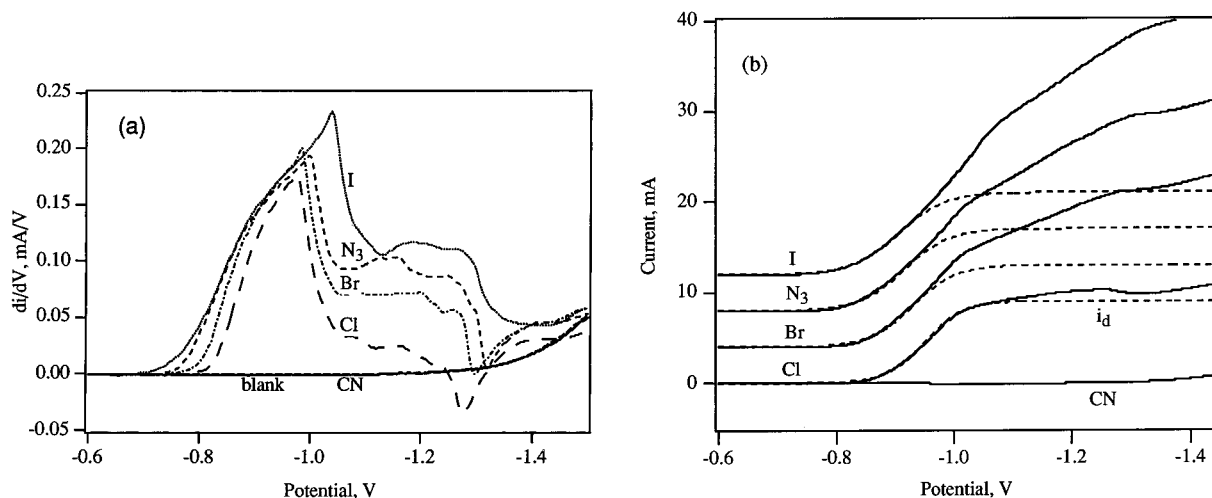 (a)
di/dV, mA/V
0.25
0.20
0.15
0.10
0.05
0.00
-0.05
I
N3
Br
Cl
blank
CN
-0.6
-0.8
-1.0
-1.2
-1.4
Potential, V
(b)
Current, mA
40
30
20
10
0
I
N3
Br
Cl
id
CN
-0.6
-0.8
-1.0
-1.2
-1.4
Potential, V